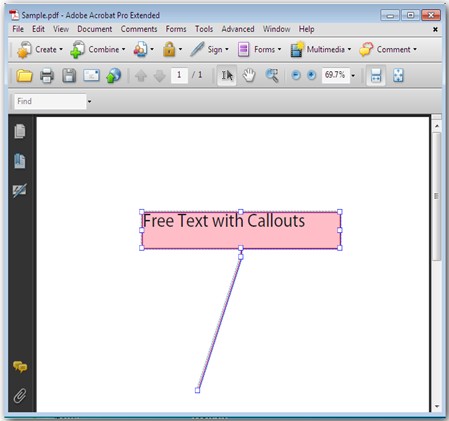 Sample.pdf - Adobe Acrobat Pro Extended
File Edit View Document Comments Forms Tools Advanced Window Help
Create Combine Sign Forms Multimedia Comment
1 / 1 69.7%
Find
Free Text with Callouts